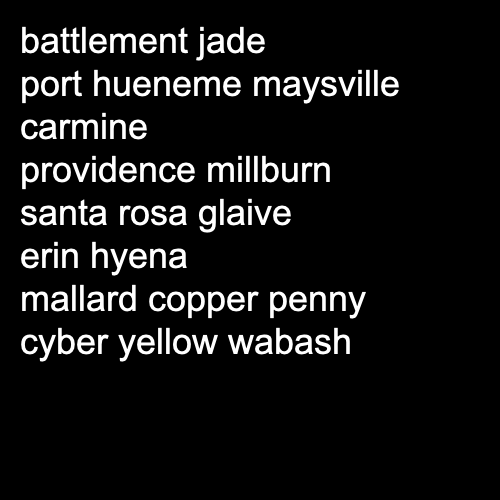 battlement jade
port hueneme maysville
carmine
providence millburn
santa rosa glaive
erin hyena
mallard copper penny
cyber yellow wabash